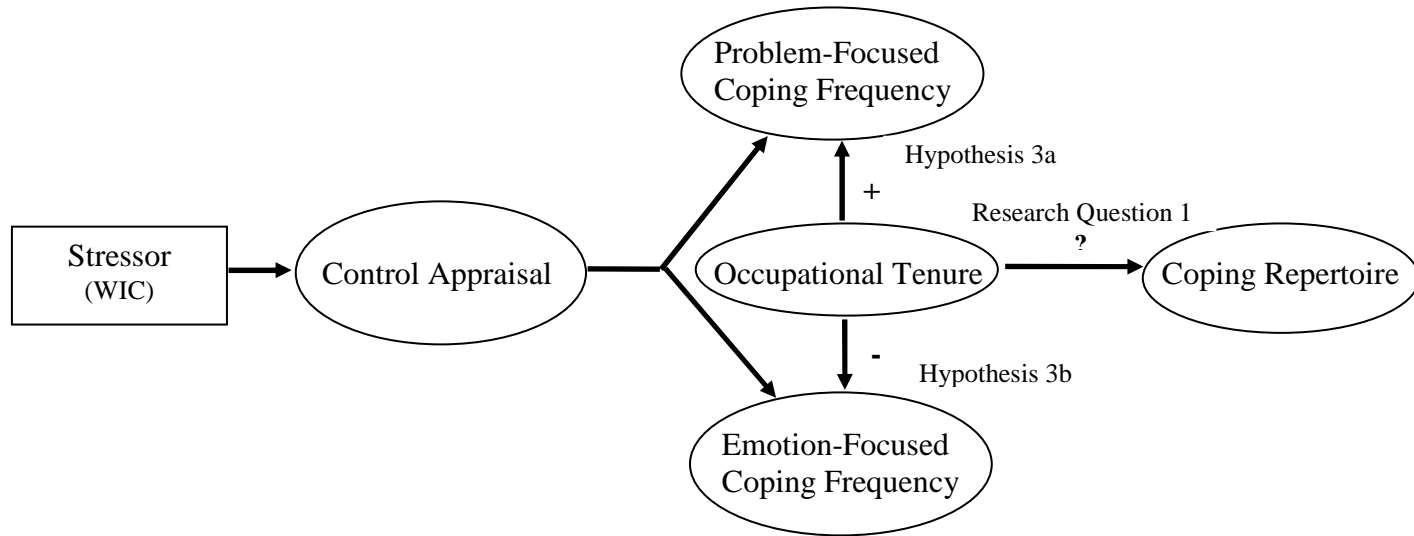 Problem-Focused
Coping Frequency
Hypothesis 3a
+
Research Question 1
?
Stressor
(WIC)
Control Appraisal
Occupational Tenure
Coping Repertoire
-
Hypothesis 3b
Emotion-Focused
Coping Frequency